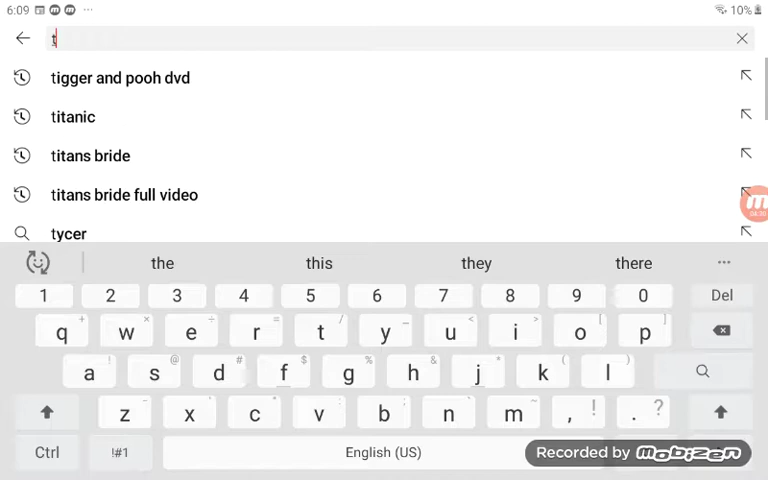 6:09 10%
t
tigger and pooh dvd
titanic
titans bride
titans bride full video
tycer
the this they there ...
1 2 3 4 5 6 7 8 9 0 Del
q + w × e ÷ r = t / y _ u < i > o [ p ]
a ! s @ d # f $ g % h & j * k ( l )
z - x ' c " v : b ; n , m ~ , ! . ?
Ctrl !#1 English (US)
Recorded by mobizen